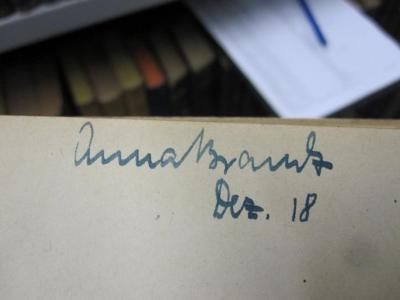 Anna Brandt
Dez. 18